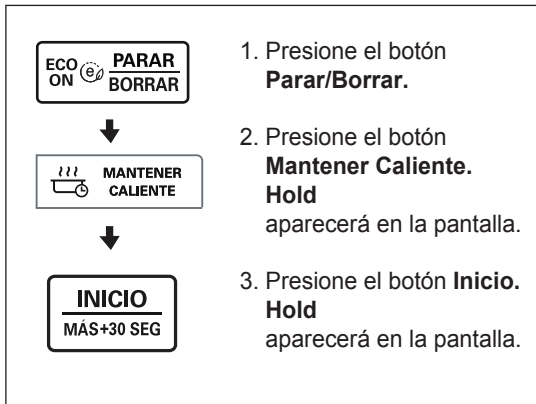 ECO ON e PARAR
BORRAR
1. Presione el botón
Parar/Borrar.
MANTENER
CALIENTE
2. Presione el botón
Mantener Caliente.
Hold
aparecerá en la pantalla.
INICIO
MÁS+30 SEG
3. Presione el botón Inicio.
Hold
aparecerá en la pantalla.